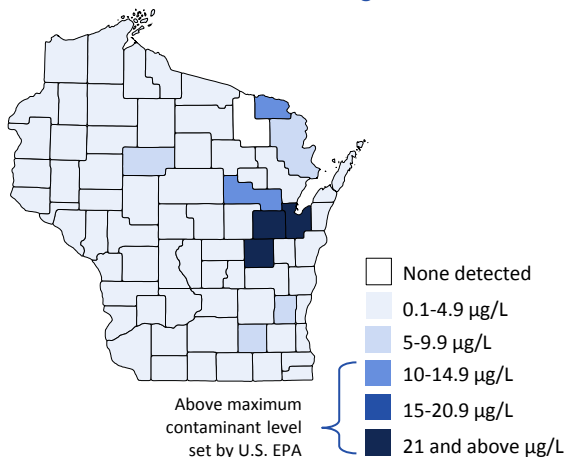 None detected
0.1-4.9 µg/L
5-9.9 µg/L
10-14.9 µg/L
15-20.9 µg/L
21 and above µg/L
Above maximum
contaminant level
set by U.S. EPA